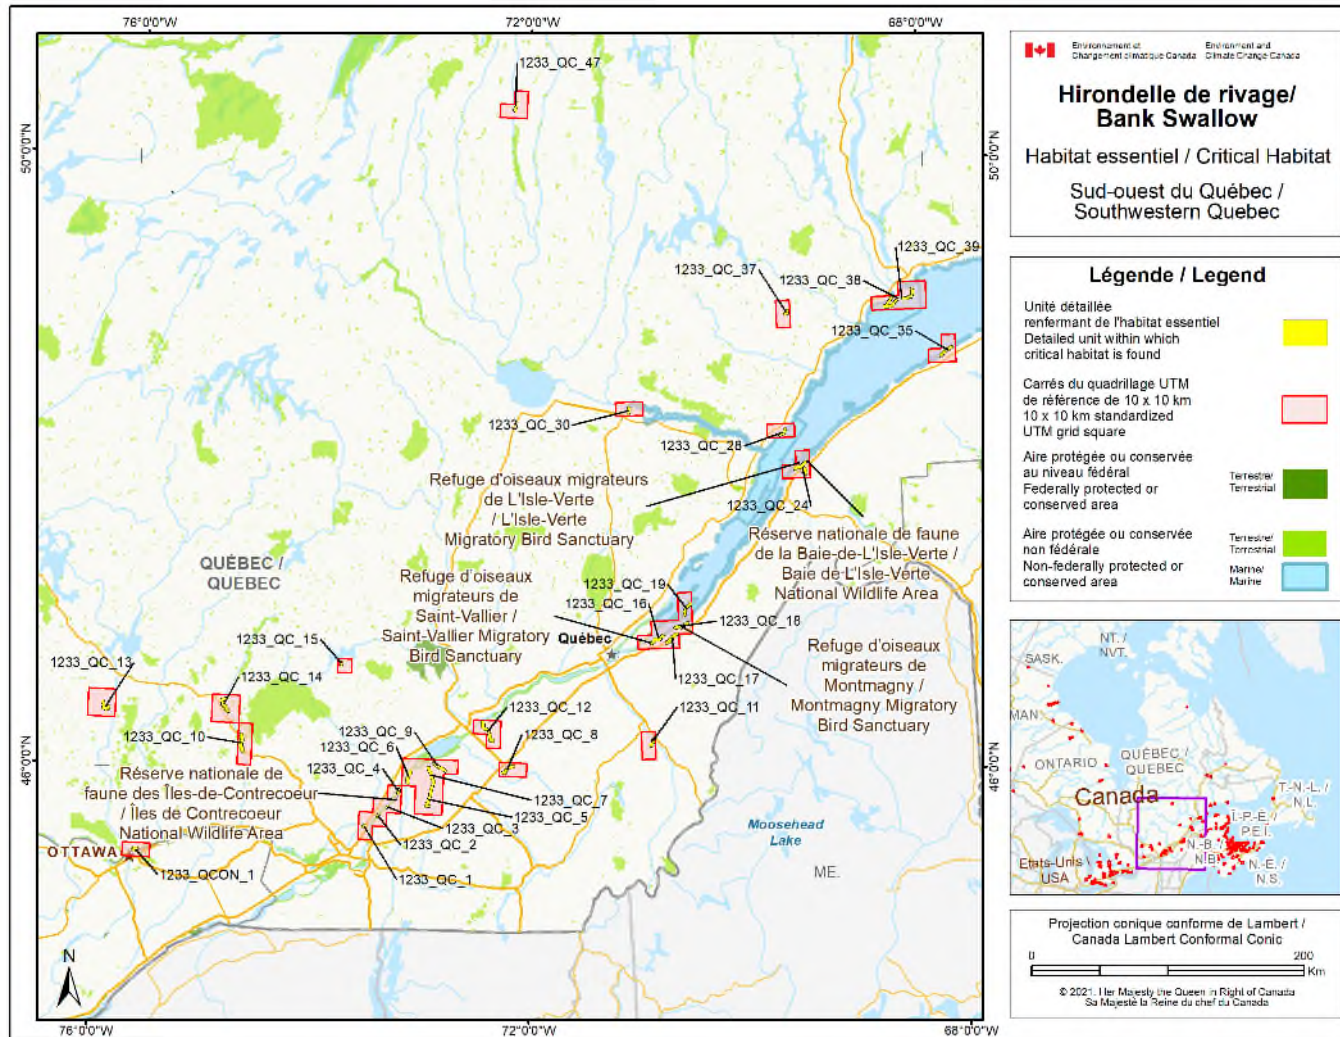 76°0'0"W
72°0'0"W
68°0'0"W
50°0'0"N
50°0'0"N
46°0'0"N
46°0'0"N
76°0'0"W
72°0'0"W
68°0'0"W
1233_QC_47
1233_QC_39
1233_QC_37
1233_QC_38
1233_QC_35
1233_QC_30
1233_QC_28
Refuge d'oiseaux migrateurs
de L'Isle-Verte
/ L'Isle-Verte
Migratory Bird Sanctuary
1233_QC_24
Réserve nationale de faune
de la Baie-de-L'Isle-Verte /
Baie de L'Isle-Verte
National Wildlife Area
QUÉBEC /
QUEBEC
Refuge d'oiseaux
migrateurs de
Saint-Vallier /
Saint-Vallier Migratory
Bird Sanctuary
1233_QC_19
1233_QC_16
1233_QC_18
Québec
1233_QC_17
Refuge d'oiseaux
migrateurs de
Montmagny /
Montmagny Migratory
Bird Sanctuary
1233_QC_15
1233_QC_13
1233_QC_14
1233_QC_12
1233_QC_11
1233_QC_10
1233_QC_9
1233_QC_8
1233_QC_6
1233_QC_4
Réserve nationale de
faune des Îles-de-Contrecoeur
/ Îles de Contrecoeur
National Wildlife Area
1233_QC_7
1233_QC_5
1233_QC_3
1233_QC_2
1233_QC_1
OTTAWA
1233_QCON_1
Moosehead
Lake
ME.
N
Environnement et
Changement climatique Canada
Environment and
Climate Change Canada
Hirondelle de rivage/
Bank Swallow
Habitat essentiel / Critical Habitat
Sud-ouest du Québec /
Southwestern Quebec
Légende / Legend
Unité détaillée
renfermant de l'habitat essentiel
Detailed unit within which
critical habitat is found
Carrés du quadrillage UTM
de référence de 10 x 10 km
10 x 10 km standardized
UTM grid square
Aire protégée ou conservée
au niveau fédéral
Federally protected or
conserved area
Terrestre/
Terrestrial
Aire protégée ou conservée
non fédérale
Non-federally protected or
conserved area
Terrestre/
Terrestrial
Marine/
Marine
NT. /
NVT.
SASK.
MAN
ONTARIO
QUÉBEC /
QUEBEC
Canada
T.-N.-L. /
N.L.
Î.-P.-É. /
P.E.I.
N.-B. /
N.B.
N.-É. /
N.S.
États-Unis
USA
Projection conique conforme de Lambert /
Canada Lambert Conformal Conic
0
200
Km
© 2021. Her Majesty the Queen in Right of Canada
Sa Majesté la Reine du chef du Canada